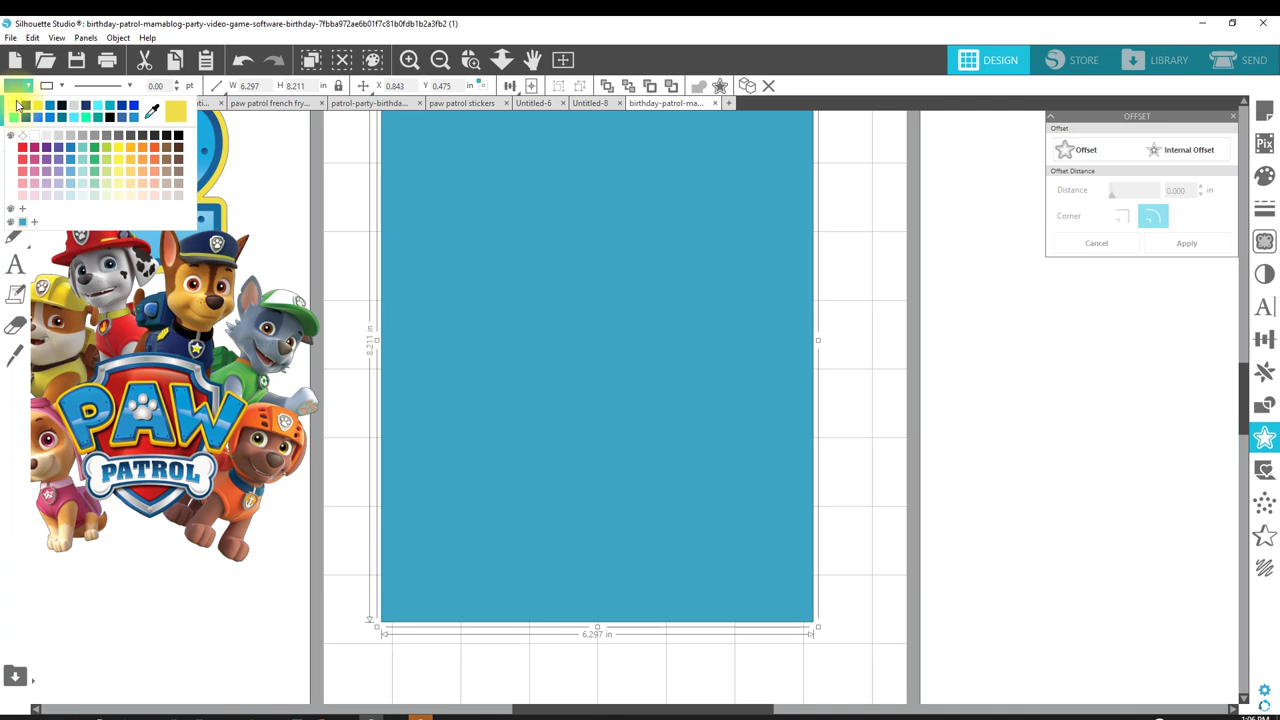 Silhouette Studio®: birthday-patrol-mamablog-party-video-game-software-birthday-7fbba972ae6b01f7c81b0fdb1b2a3fb2 (1)
File Edit View Panels Object Help
DESIGN STORE LIBRARY SEND
0.00 pt W 6.297 H 8.211 X 0.843 Y 0.475
paw patrol french fry... patrol-party-birthda... paw patrol stickers Untitled-6 Untitled-8 birthday-patrol-ma...
OFFSET
Offset
Offset Internal Offset
Offset Distance
Distance 0.000 in
Corner
Cancel Apply
8.211 in
PAW
PATROL
6.297 in
1:06 PM